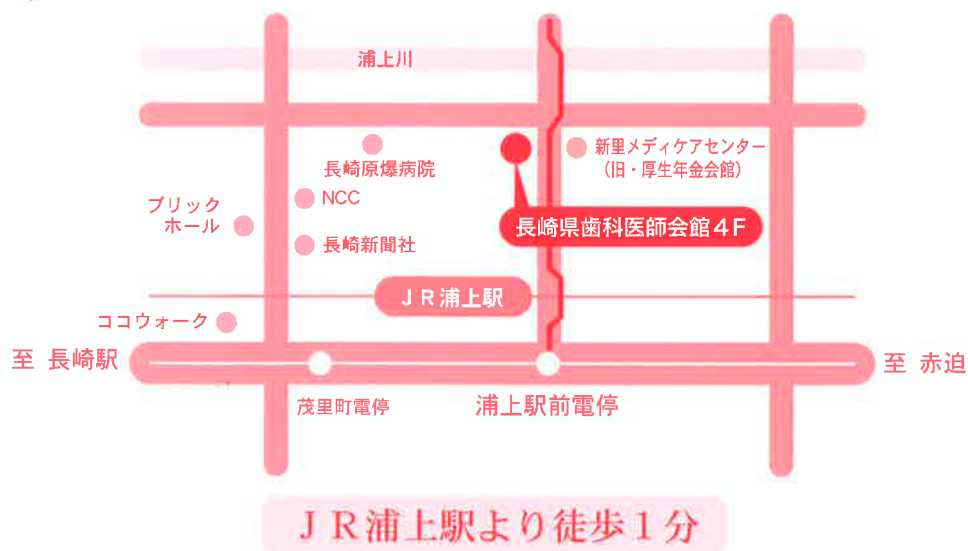 浦上川
長崎原爆病院
新里メディケアセンター
(旧・厚生年金会館)
NCC
ブリック
ホール
長崎県歯科医師会館4F
長崎新聞社
JR浦上駅
ココウォーク
至 長崎駅
至 赤迫
茂里町電停
浦上駅前電停
JR浦上駅より徒歩1分